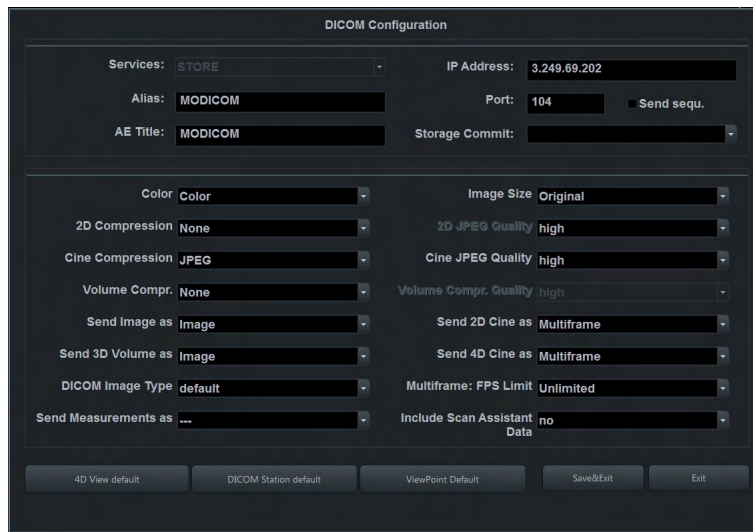 DICOM Configuration
Services: STORE
IP Address: 3.249.69.202
Alias: MODICOM
Port: 104 Send sequ.
AE Title: MODICOM
Storage Commit:
Color Color
Image Size Original
2D Compression None
2D JPEG Quality high
Cine Compression JPEG
Cine JPEG Quality high
Volume Compr. None
Volume Compr. Quality high
Send Image as Image
Send 2D Cine as Multiframe
Send 3D Volume as Image
Send 4D Cine as Multiframe
DICOM Image Type default
Multiframe: FPS Limit Unlimited
Send Measurements as ---
Include Scan Assistant
Data
no
4D View default
DICOM Station default
ViewPoint Default
Save&Exit
Exit